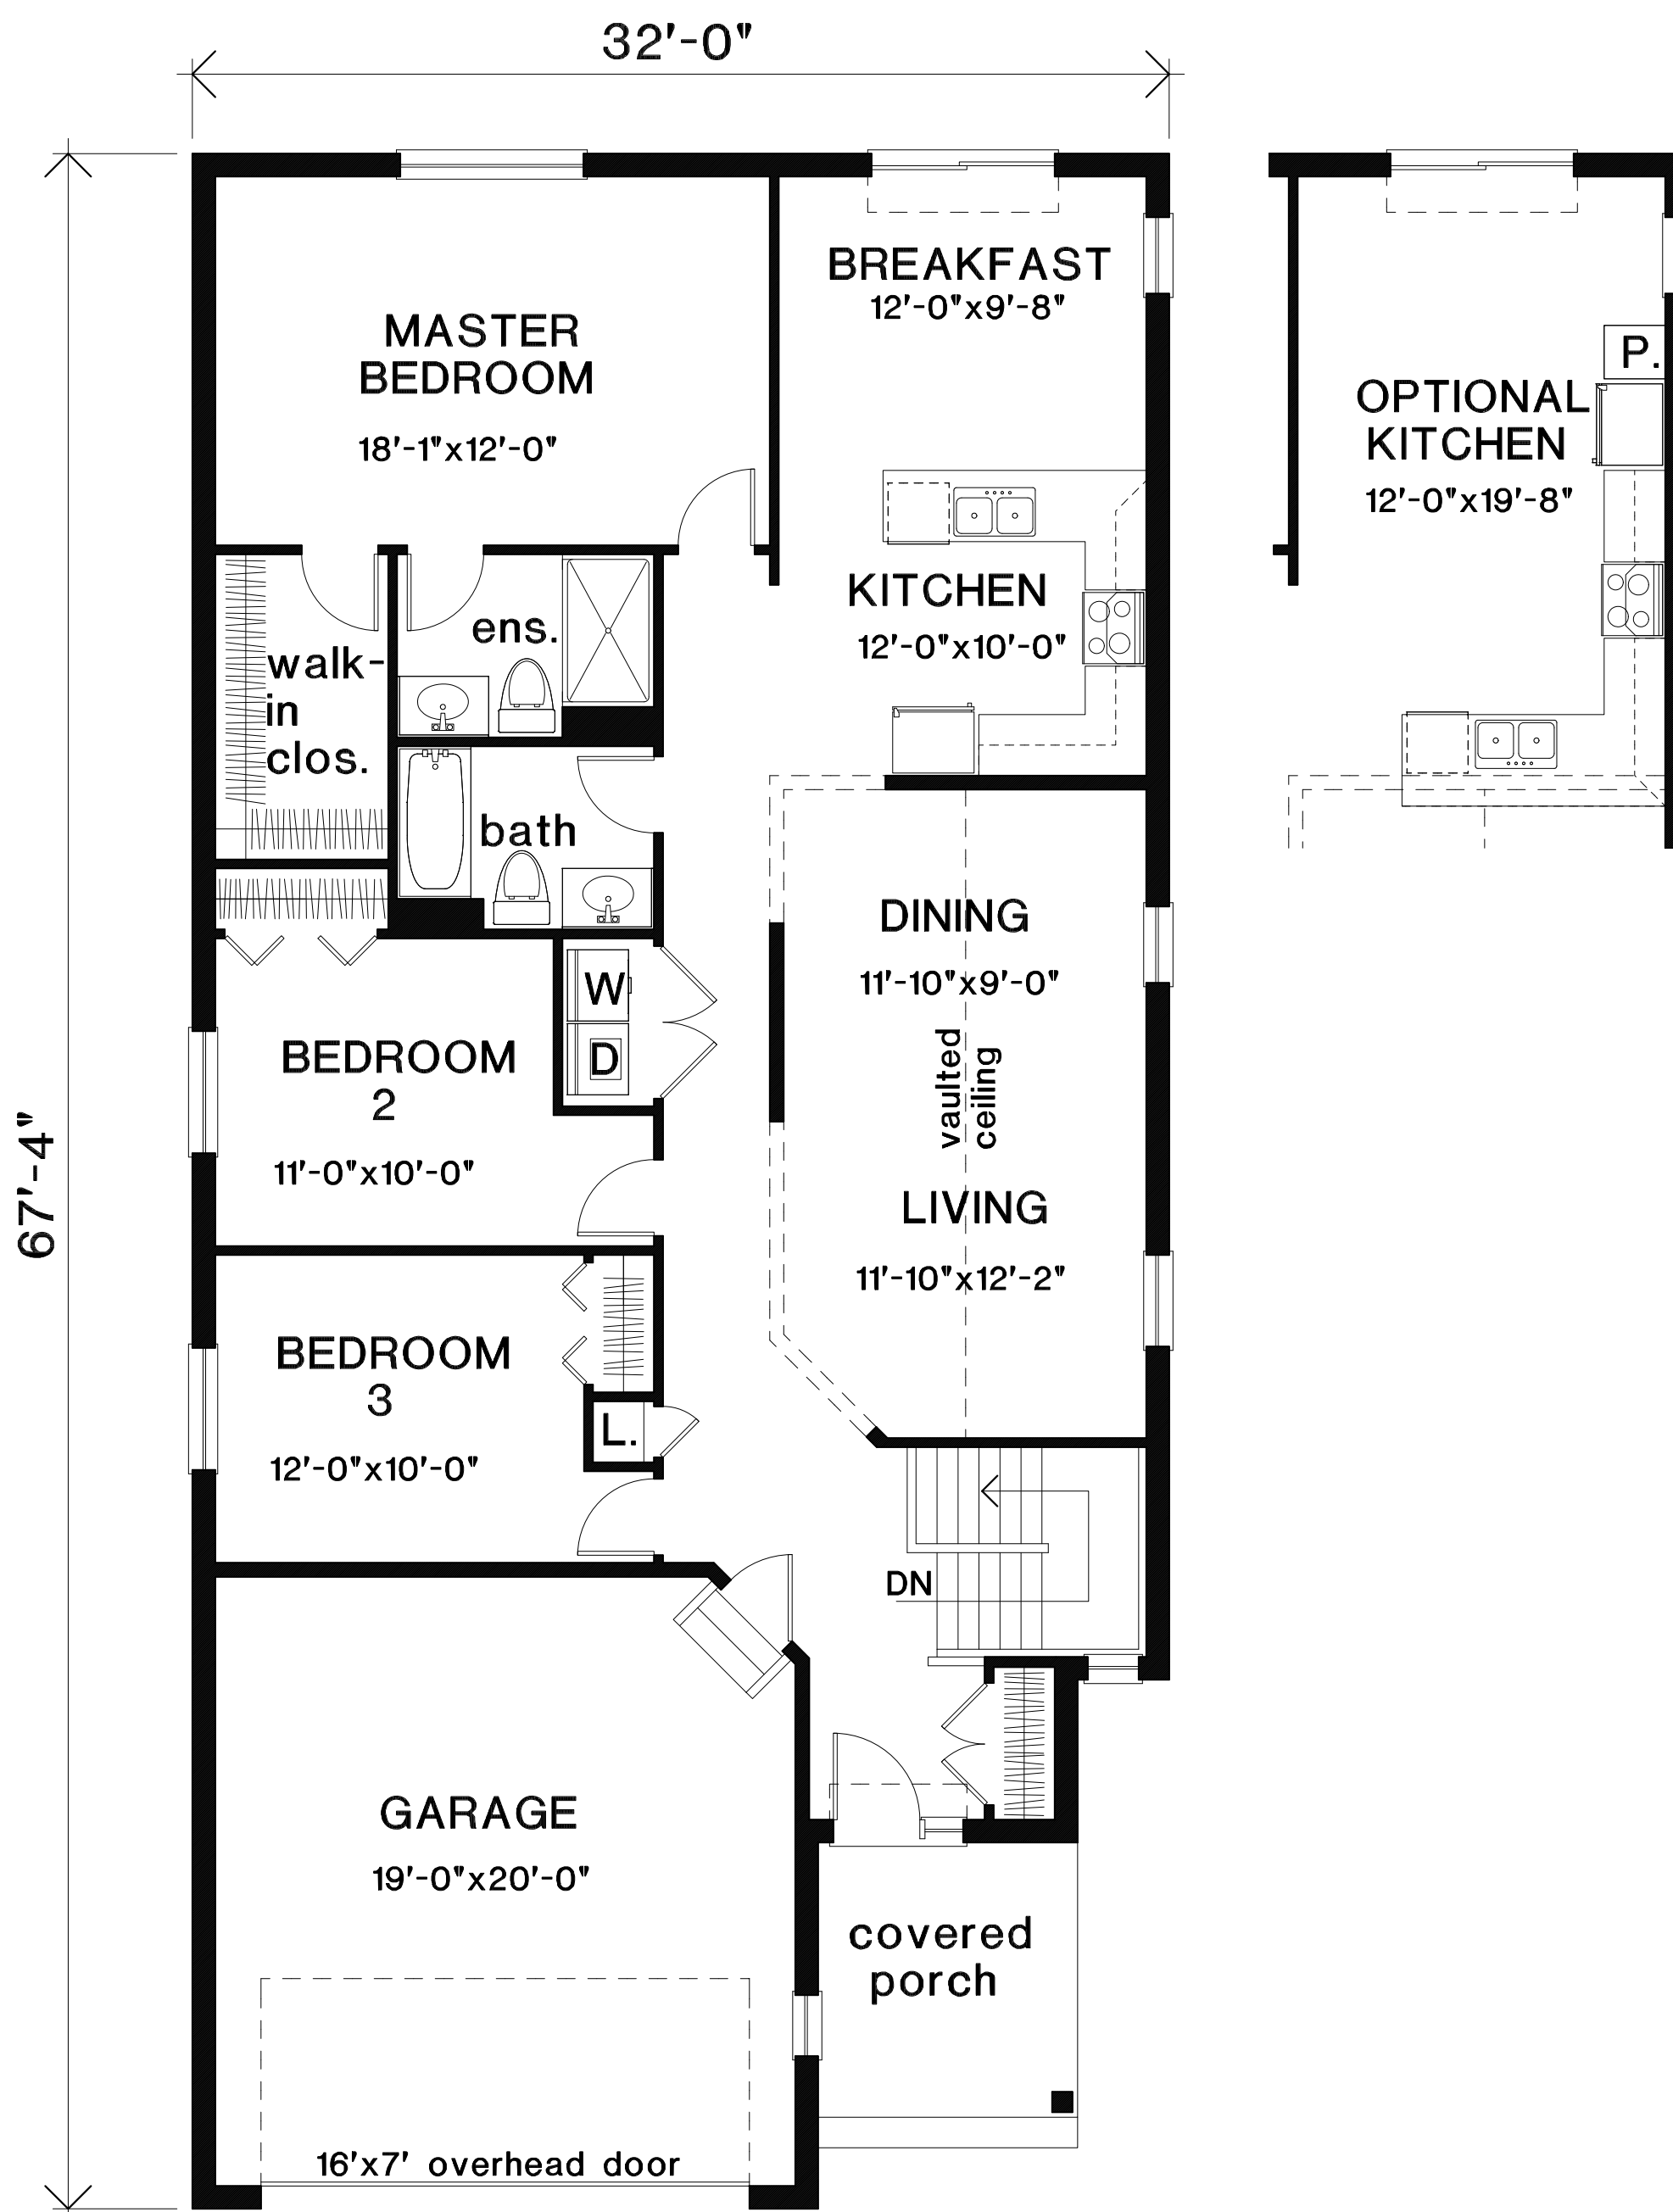 32'-0"
67'-4"
MASTER
BEDROOM
18'-1"x12'-0"
BREAKFAST
12'-0"x9'-8"
P.
OPTIONAL
KITCHEN
12'-0"x19'-8"
KITCHEN
12'-0"x10'-0"
ens.
walk-
in
clos.
bath
DINING
11'-10"x9'-0"
W
D
vaulted
ceiling
BEDROOM
2
11'-0"x10'-0"
LIVING
11'-10"x12'-2"
BEDROOM
3
12'-0"x10'-0"
L.
DN
GARAGE
19'-0"x20'-0"
covered
porch
16'x7' overhead door